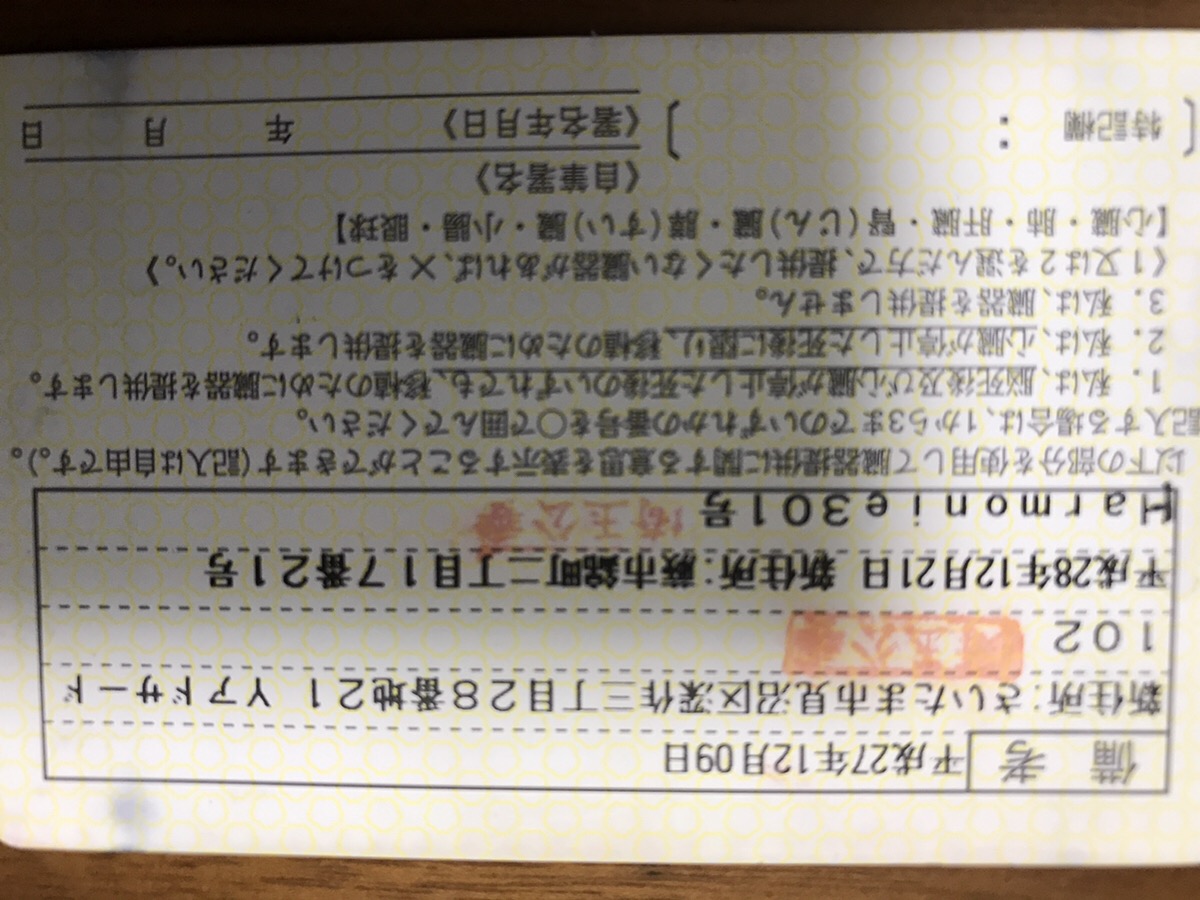 備考 平成27年12月09日
新住所：さいたま市見沼区深作三丁目28番地21 Yアドサード
102
平成28年12月21日 新住所：蕨市錦町二丁目17番21号
Harmonie301号 埼玉公委
以下の部分を使用して臓器提供に関する意思を表示することができます(記入は自由です。)。
記入する場合は、1から3までのいずれかの番号を〇で囲んでください。
1．私は、脳死後及び心臓が停止した死後のいずれでも、移植のために臓器を提供します。
2．私は、心臓が停止した死後に限り、移植のために臓器を提供します。
3．私は、臓器を提供しません。
《1又は2を選んだ方で、提供したくない臓器があれば、×をつけてください。》
【心臓・肺・肝臓・腎(じん)臓・膵(すい)臓・小腸・眼球】
〔特記欄： 〕
《自筆署名》
《署名年月日》 年 月 日